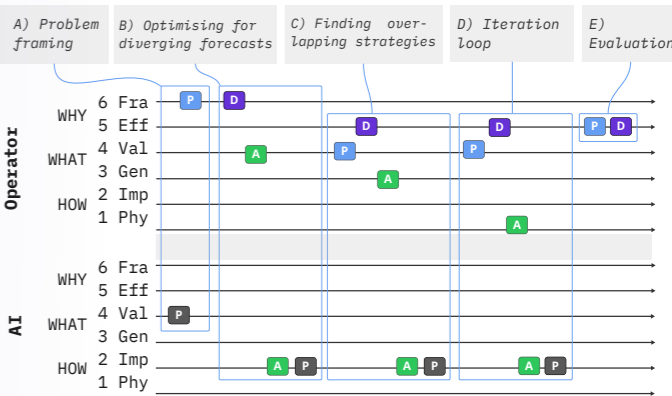 A) Problem
framing
B) Optimising for
diverging forecasts
C) Finding over-
lapping strategies
D) Iteration
loop
E)
Evaluation
Operator
WHY
WHAT
HOW
6 Fra
5 Eff
4 Val
3 Gen
2 Imp
1 Phy
P
D
A
D
P
A
D
P
A
P
D
AI
WHY
WHAT
HOW
6 Fra
5 Eff
4 Val
3 Gen
2 Imp
1 Phy
P
A
P
A
P
A
P